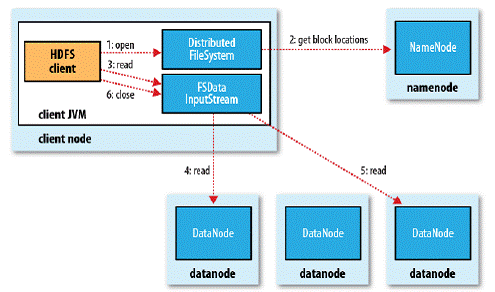 1: open
HDFS
client
3: read
6: close
Distributed
FileSystem
FSData
InputStream
client JVM
client node
2: get block locations
NameNode
namenode
4: read
5: read
DataNode
datanode
DataNode
datanode
DataNode
datanode